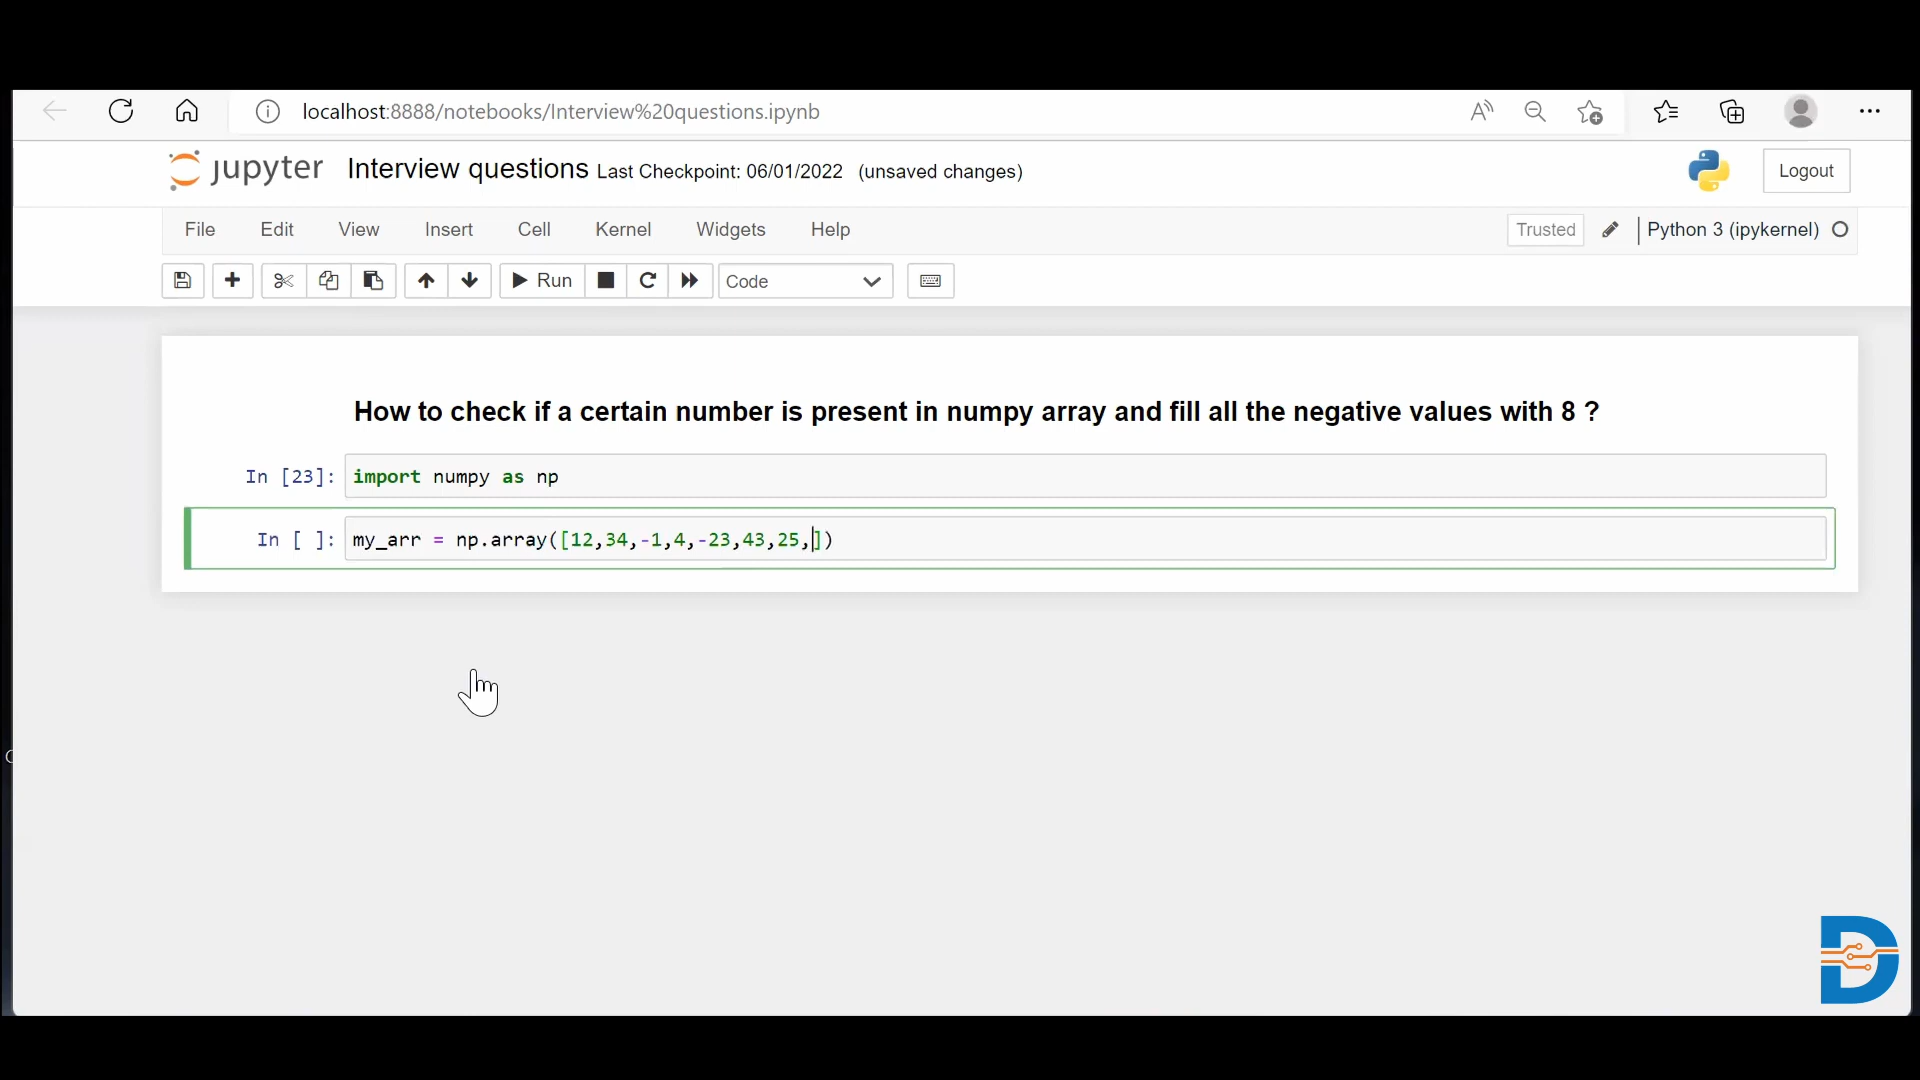 localhost:8888/notebooks/Interview%20questions.ipynb
jupyter Interview questions Last Checkpoint: 06/01/2022 (unsaved changes)
Logout
File Edit View Insert Cell Kernel Widgets Help
Trusted
Python 3 (ipykernel)
Run
Code
How to check if a certain number is present in numpy array and fill all the negative values with 8 ?
In [23]: import numpy as np
In [ ]: my_arr = np.array([12,34,-1,4,-23,43,25,])